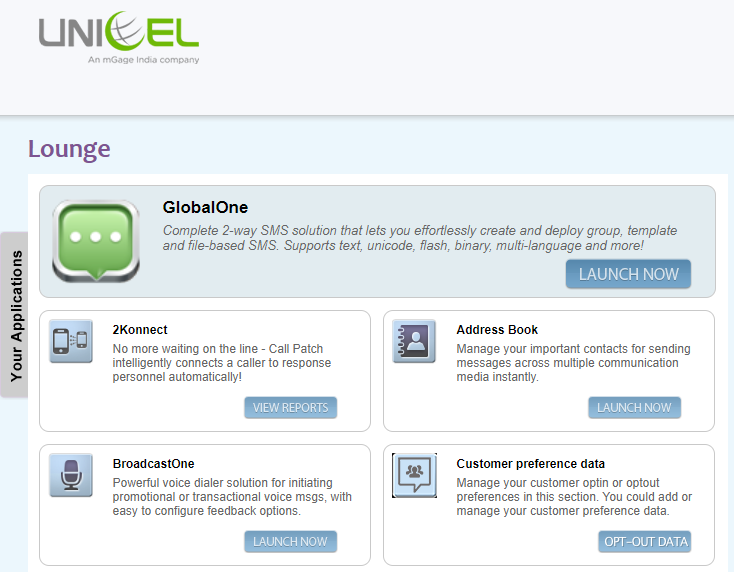 UNICEL
An mGage India company
Lounge
Your Applications
GlobalOne
Complete 2-way SMS solution that lets you effortlessly create and deploy group, template
and file-based SMS. Supports text, unicode, flash, binary, multi-language and more!
LAUNCH NOW
2Konnect
No more waiting on the line - Call Patch
intelligently connects a caller to response
personnel automatically!
VIEW REPORTS
Address Book
Manage your important contacts for sending
messages across multiple communication
media instantly.
LAUNCH NOW
BroadcastOne
Powerful voice dialer solution for initiating
promotional or transactional voice msgs, with
easy to configure feedback options.
LAUNCH NOW
Customer preference data
Manage your customer optin or optout
preferences in this section. You could add or
manage your customer preference data.
OPT-OUT DATA